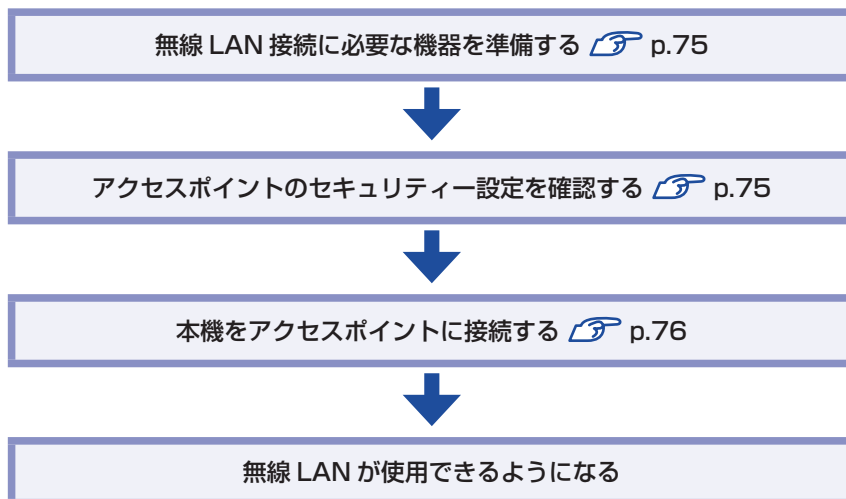 無線 LAN 接続に必要な機器を準備する p.75
アクセスポイントのセキュリティー設定を確認する p.75
本機をアクセスポイントに接続する p.76
無線 LAN が使用できるようになる